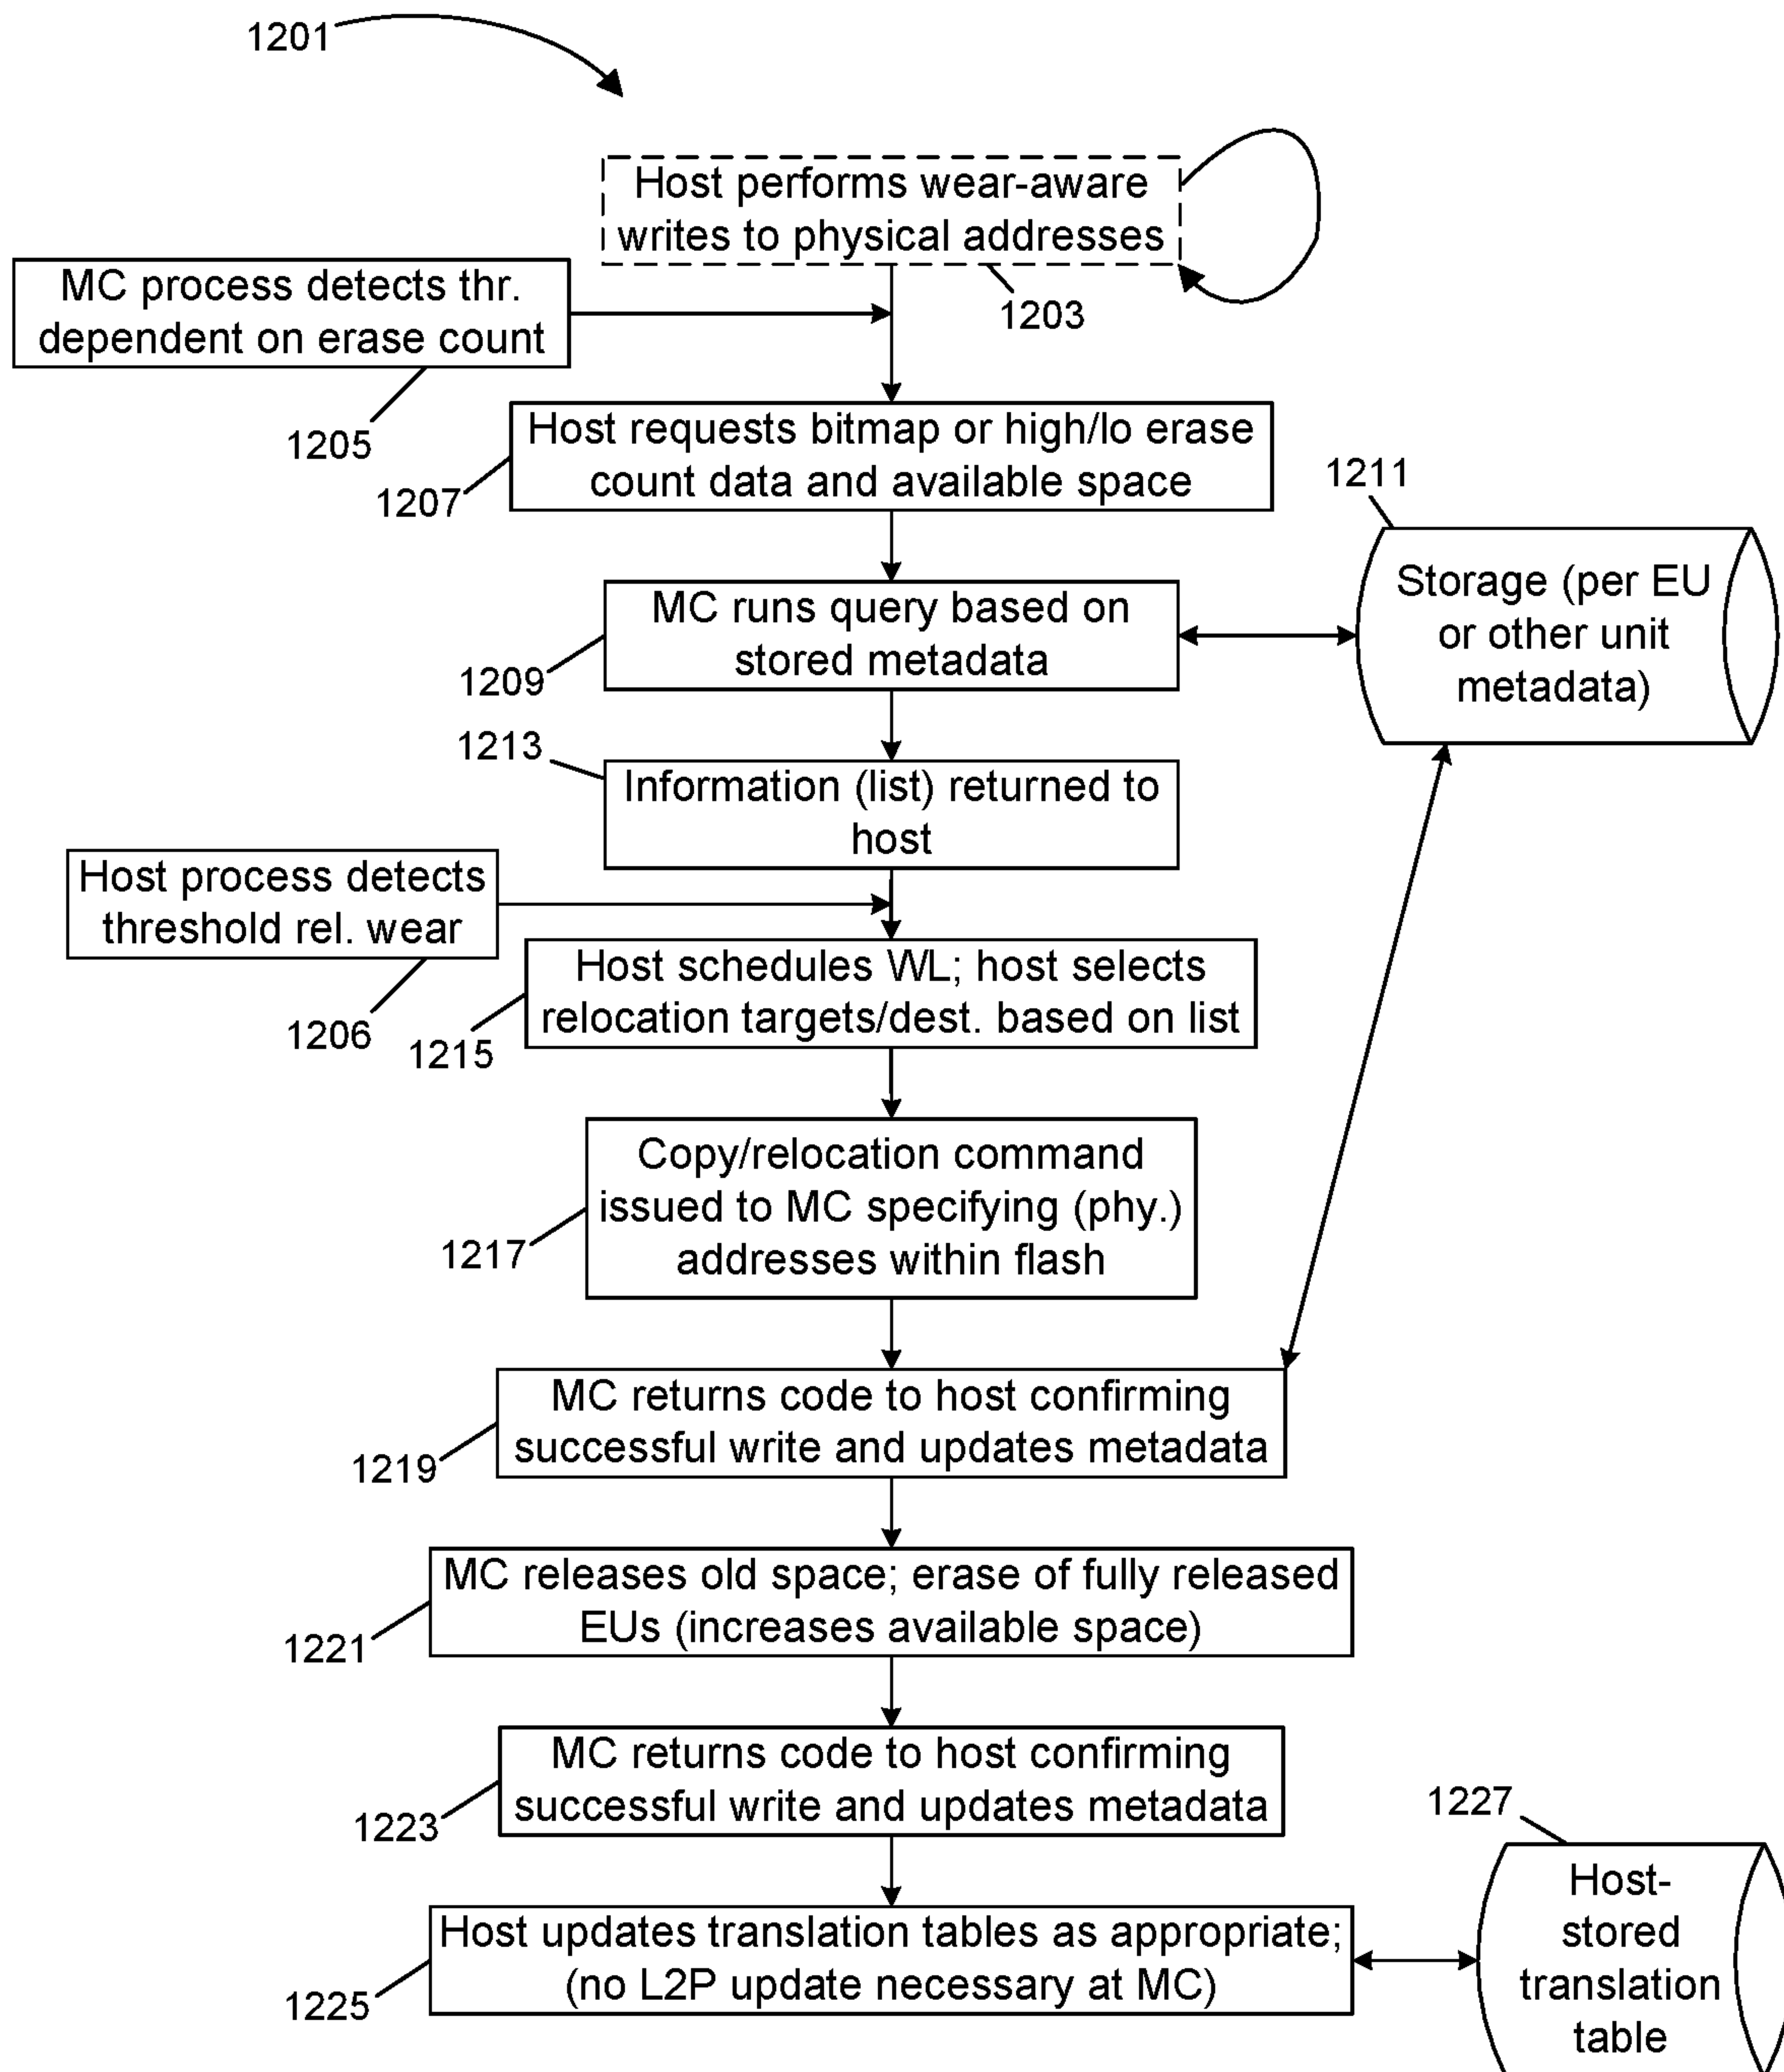 1201
Host performs wear-aware
writes to physical addresses
1203
MC process detects thr.
dependent on erase count
1205
Host requests bitmap or high/lo erase
count data and available space
1207
1211
Storage (per EU
or other unit
metadata)
MC runs query based on
stored metadata
1209
1213
Information (list) returned to
host
Host process detects
threshold rel. wear
1206
Host schedules WL; host selects
relocation targets/dest. based on list
1215
Copy/relocation command
issued to MC specifying (phy.)
addresses within flash
1217
MC returns code to host confirming
successful write and updates metadata
1219
MC releases old space; erase of fully released
EUs (increases available space)
1221
MC returns code to host confirming
successful write and updates metadata
1223
1227
Host-
stored
translation
table
Host updates translation tables as appropriate;
(no L2P update necessary at MC)
1225